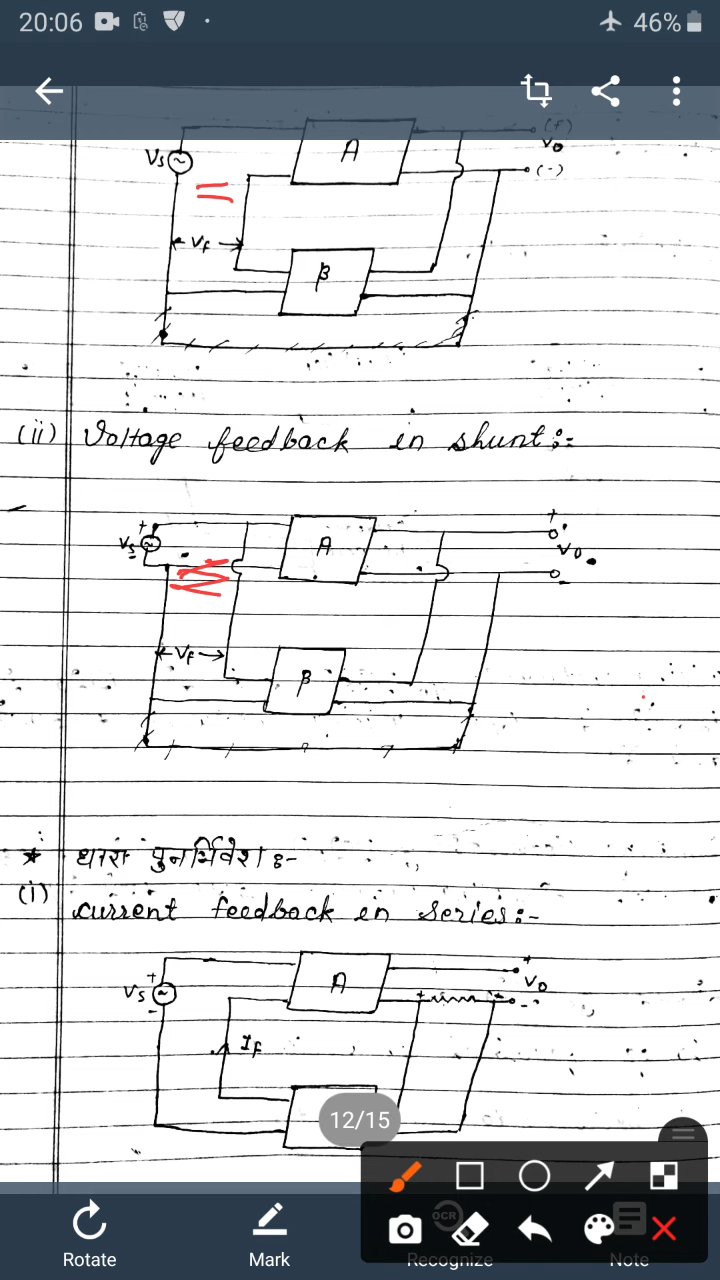 20:06 46%
(+)
Vs A Vo
(-)
Vf
β
(ii) Voltage feedback in shunt :-
+ +
Vs A Vo
- -
Vf
β
* धारा पुनर्निवेश :-
(i) current feedback in series :-
+ +
Vs A Vo
- + - -
IF
12/15
OCR
Rotate Mark Recognize Note